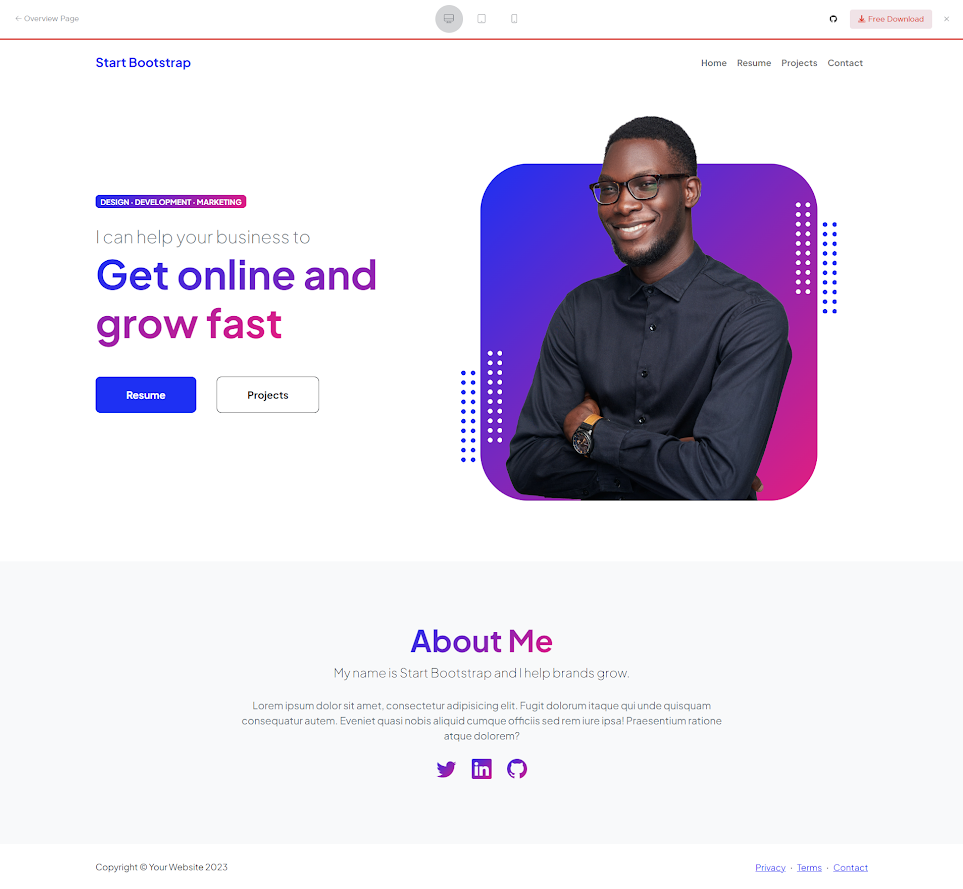 ← Overview Page
Free Download
×
Start Bootstrap
Home Resume Projects Contact
DESIGN · DEVELOPMENT · MARKETING
I can help your business to
Get online and
grow fast
Resume Projects
About Me
My name is Start Bootstrap and I help brands grow.
Lorem ipsum dolor sit amet, consectetur adipisicing elit. Fugit dolorum itaque qui unde quisquam
consequatur autem. Eveniet quasi nobis aliquid cumque officiis sed rem iure ipsa! Praesentium ratione
atque dolorem?
in
Copyright © Your Website 2023
Privacy · Terms · Contact